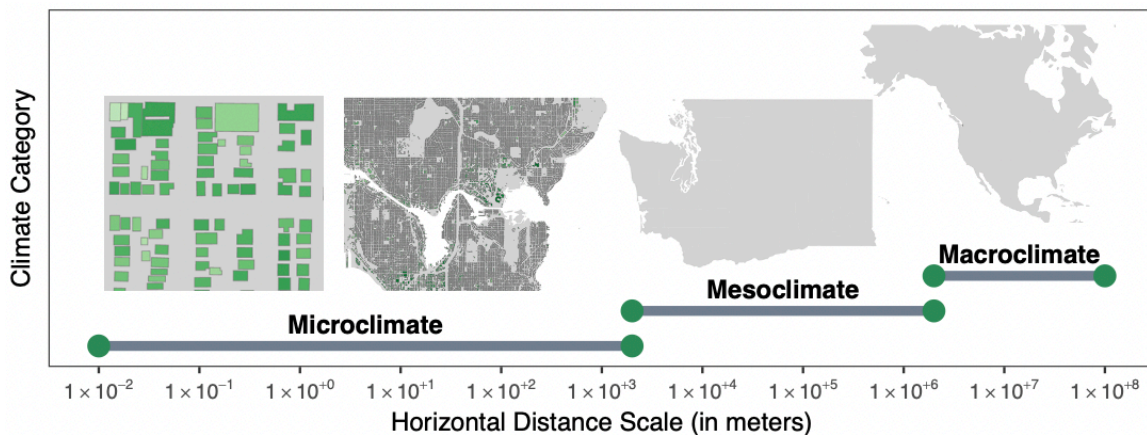 Climate Category
Macroclimate
Mesoclimate
Microclimate
1 × 10⁻² 1 × 10⁻¹ 1 × 10⁺⁰ 1 × 10⁺¹ 1 × 10⁺² 1 × 10⁺³ 1 × 10⁺⁴ 1 × 10⁺⁵ 1 × 10⁺⁶ 1 × 10⁺⁷ 1 × 10⁺⁸
Horizontal Distance Scale (in meters)